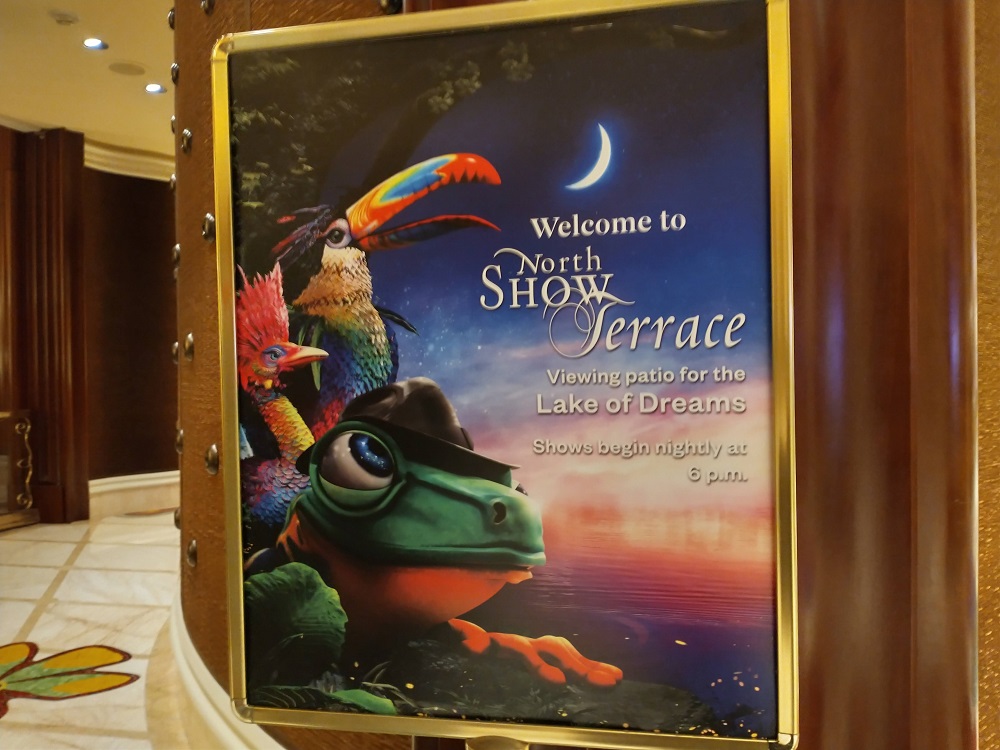 Welcome to
North
SHOW
Terrace
Viewing patio for the
Lake of Dreams
Shows begin nightly at
6 p.m.